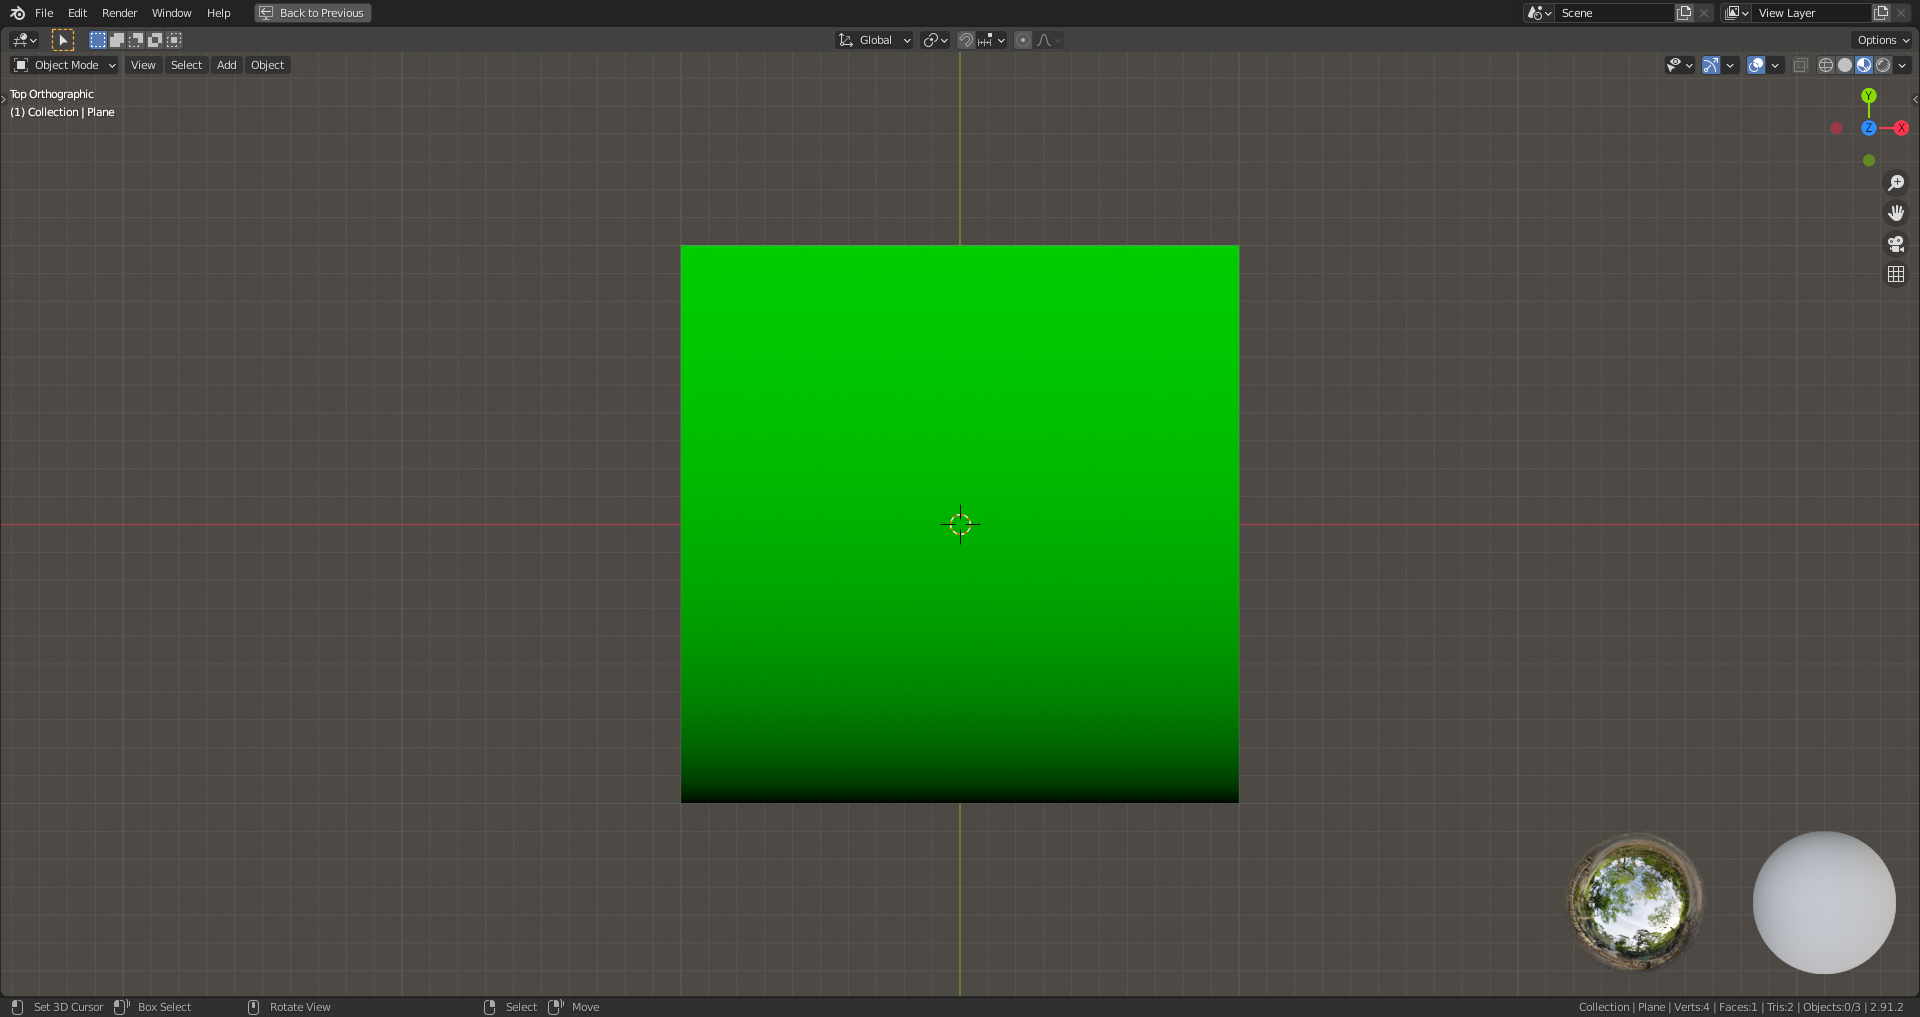 File Edit Render Window Help Back to Previous Scene View Layer
Global Options
Object Mode View Select Add Object
Top Orthographic
(1) Collection | Plane
Y
Z X
Set 3D Cursor Box Select Rotate View Select Move Collection | Plane | Verts:4 | Faces:1 | Tris:2 | Objects:0/3 | 2.91.2